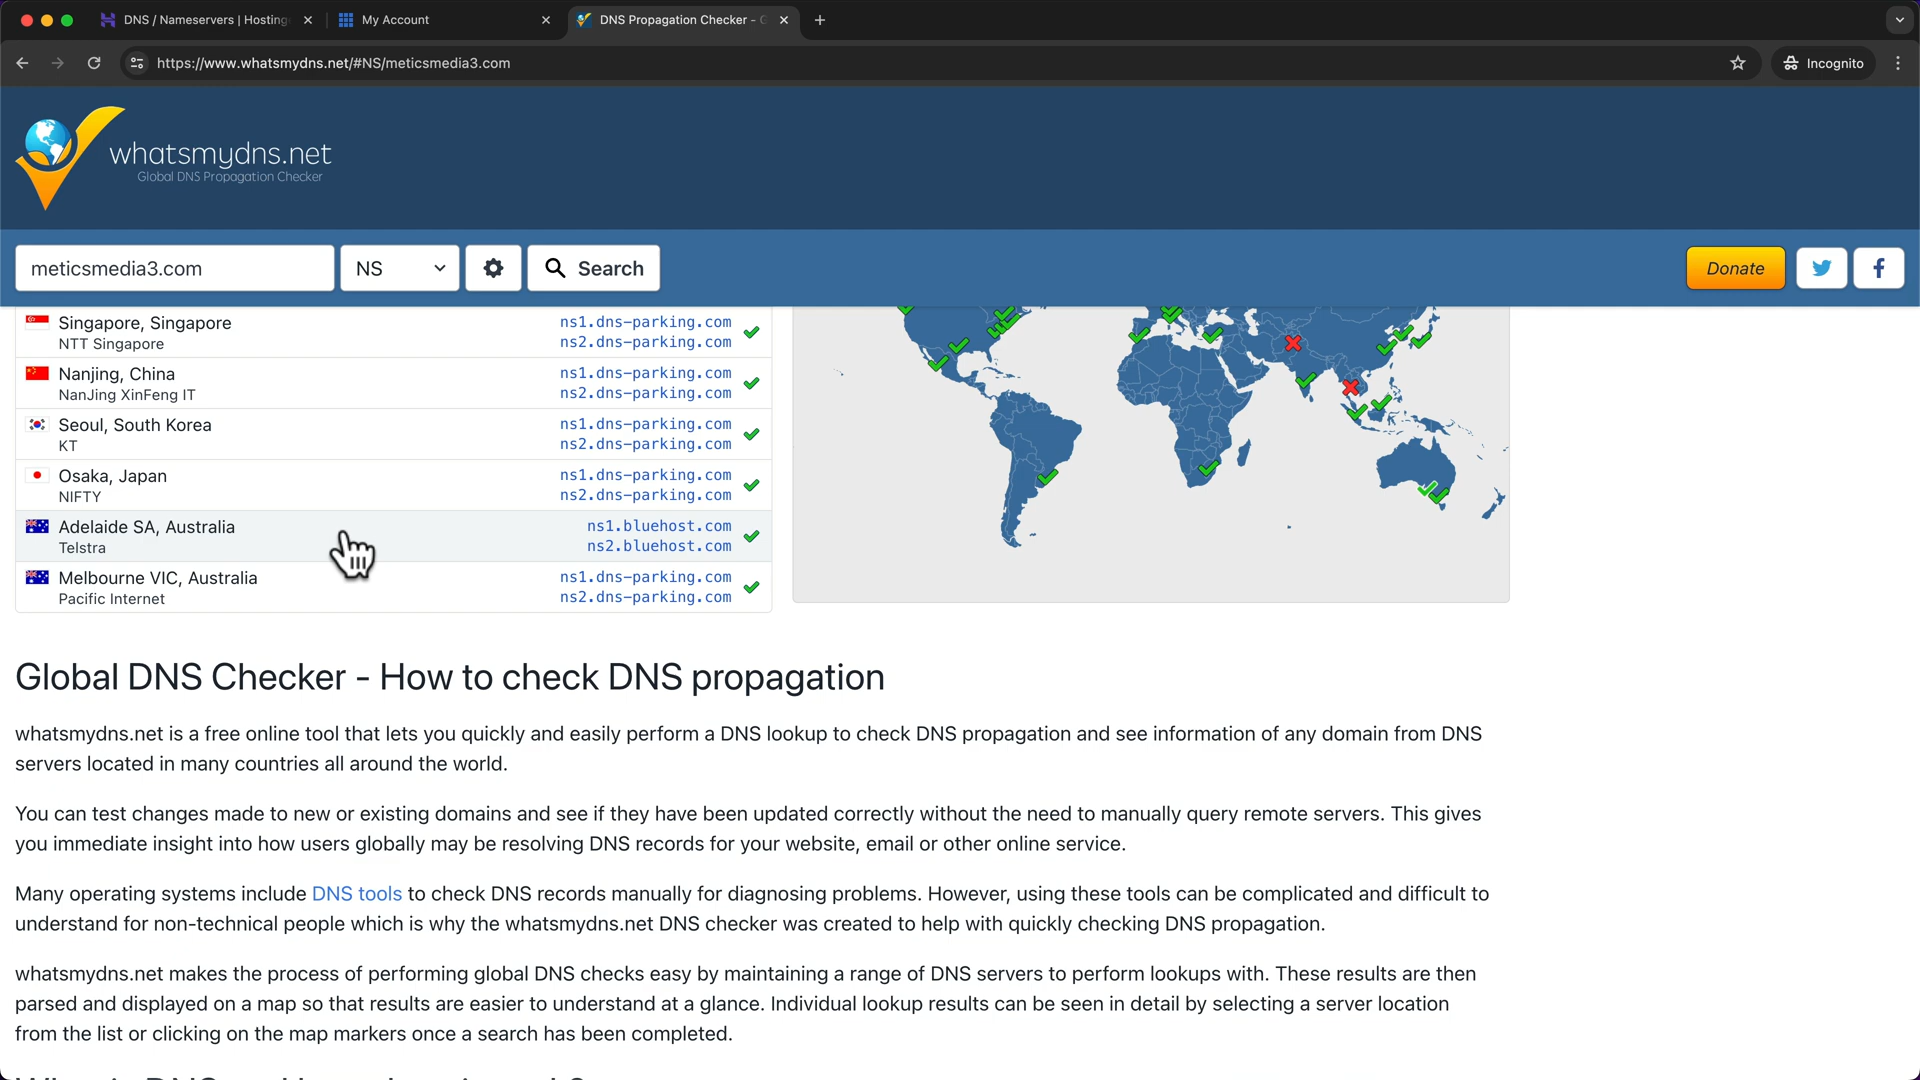 DNS / Nameservers | Hosting
My Account
DNS Propagation Checker - G
https://www.whatsmydns.net/#NS/meticsmedia3.com
Incognito
whatsmydns.net
Global DNS Propagation Checker
meticsmedia3.com
NS
Search
Donate
Singapore, Singapore
NTT Singapore
ns1.dns-parking.com
ns2.dns-parking.com
Nanjing, China
NanJing XinFeng IT
ns1.dns-parking.com
ns2.dns-parking.com
Seoul, South Korea
KT
ns1.dns-parking.com
ns2.dns-parking.com
Osaka, Japan
NIFTY
ns1.dns-parking.com
ns2.dns-parking.com
Adelaide SA, Australia
Telstra
ns1.bluehost.com
ns2.bluehost.com
Melbourne VIC, Australia
Pacific Internet
ns1.dns-parking.com
ns2.dns-parking.com
Global DNS Checker - How to check DNS propagation
whatsmydns.net is a free online tool that lets you quickly and easily perform a DNS lookup to check DNS propagation and see information of any domain from DNS
servers located in many countries all around the world.
You can test changes made to new or existing domains and see if they have been updated correctly without the need to manually query remote servers. This gives
you immediate insight into how users globally may be resolving DNS records for your website, email or other online service.
Many operating systems include DNS tools to check DNS records manually for diagnosing problems. However, using these tools can be complicated and difficult to
understand for non-technical people which is why the whatsmydns.net DNS checker was created to help with quickly checking DNS propagation.
whatsmydns.net makes the process of performing global DNS checks easy by maintaining a range of DNS servers to perform lookups with. These results are then
parsed and displayed on a map so that results are easier to understand at a glance. Individual lookup results can be seen in detail by selecting a server location
from the list or clicking on the map markers once a search has been completed.